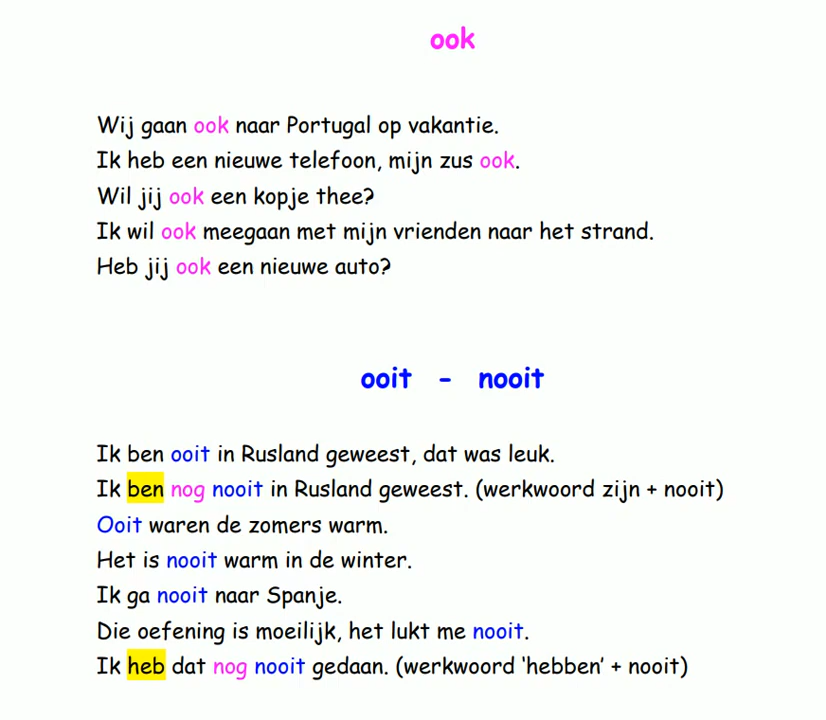 ook
Wij gaan ook naar Portugal op vakantie.
Ik heb een nieuwe telefoon, mijn zus ook.
Wil jij ook een kopje thee?
Ik wil ook meegaan met mijn vrienden naar het strand.
Heb jij ook een nieuwe auto?
ooit - nooit
Ik ben ooit in Rusland geweest, dat was leuk.
Ik ben nog nooit in Rusland geweest. (werkwoord zijn + nooit)
Ooit waren de zomers warm.
Het is nooit warm in de winter.
Ik ga nooit naar Spanje.
Die oefening is moeilijk, het lukt me nooit.
Ik heb dat nog nooit gedaan. (werkwoord ‘hebben’ + nooit)